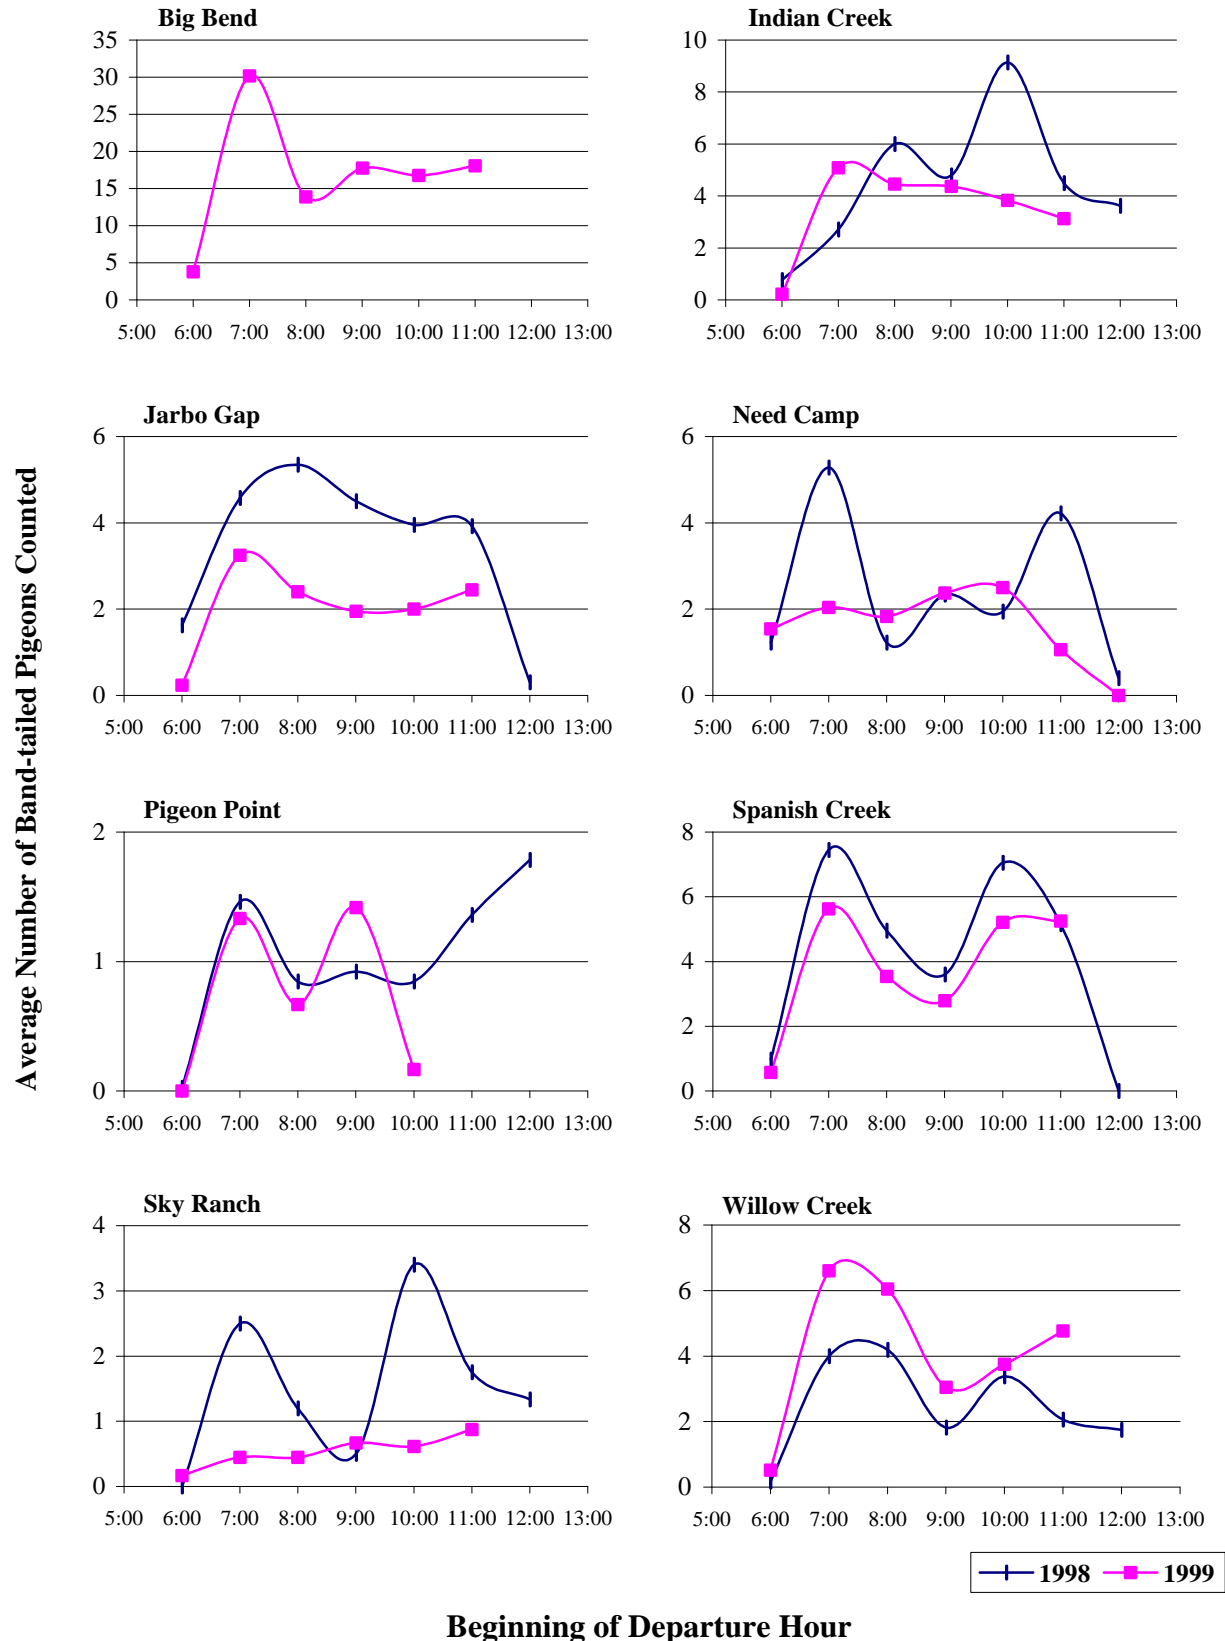 Big Bend
35
30
25
20
15
10
5
0
5:00 6:00 7:00 8:00 9:00 10:00 11:00 12:00 13:00
Indian Creek
10
8
6
4
2
0
5:00 6:00 7:00 8:00 9:00 10:00 11:00 12:00 13:00
Average Number of Band-tailed Pigeons Counted
Jarbo Gap
6
4
2
0
5:00 6:00 7:00 8:00 9:00 10:00 11:00 12:00 13:00
Need Camp
6
4
2
0
5:00 6:00 7:00 8:00 9:00 10:00 11:00 12:00 13:00
Pigeon Point
2
1
0
5:00 6:00 7:00 8:00 9:00 10:00 11:00 12:00 13:00
Spanish Creek
8
6
4
2
0
5:00 6:00 7:00 8:00 9:00 10:00 11:00 12:00 13:00
Sky Ranch
4
3
2
1
0
5:00 6:00 7:00 8:00 9:00 10:00 11:00 12:00 13:00
Willow Creek
8
6
4
2
0
5:00 6:00 7:00 8:00 9:00 10:00 11:00 12:00 13:00
1998 1999
Beginning of Departure Hour